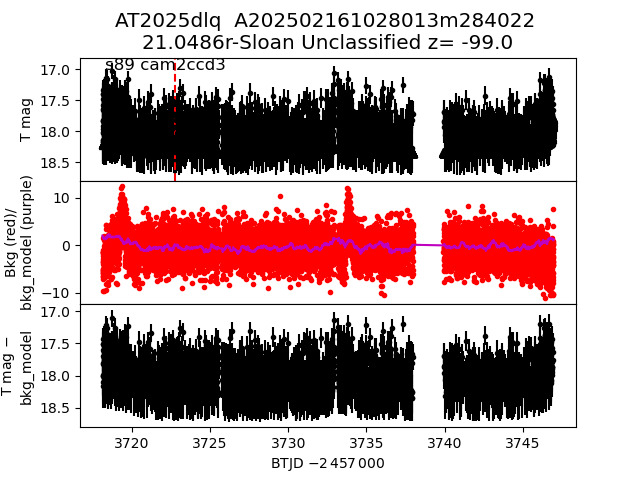 AT2025dlq  A202502161028013m284022
21.0486r-Sloan Unclassified z= -99.0
s89 cam2ccd3
17.0
17.5
18.0
18.5
T mag
10
0
−10
Bkg (red)/
bkg_model (purple)
17.0
17.5
18.0
18.5
T mag −
bkg_model
3720 3725 3730 3735 3740 3745
BTJD −2 457 000